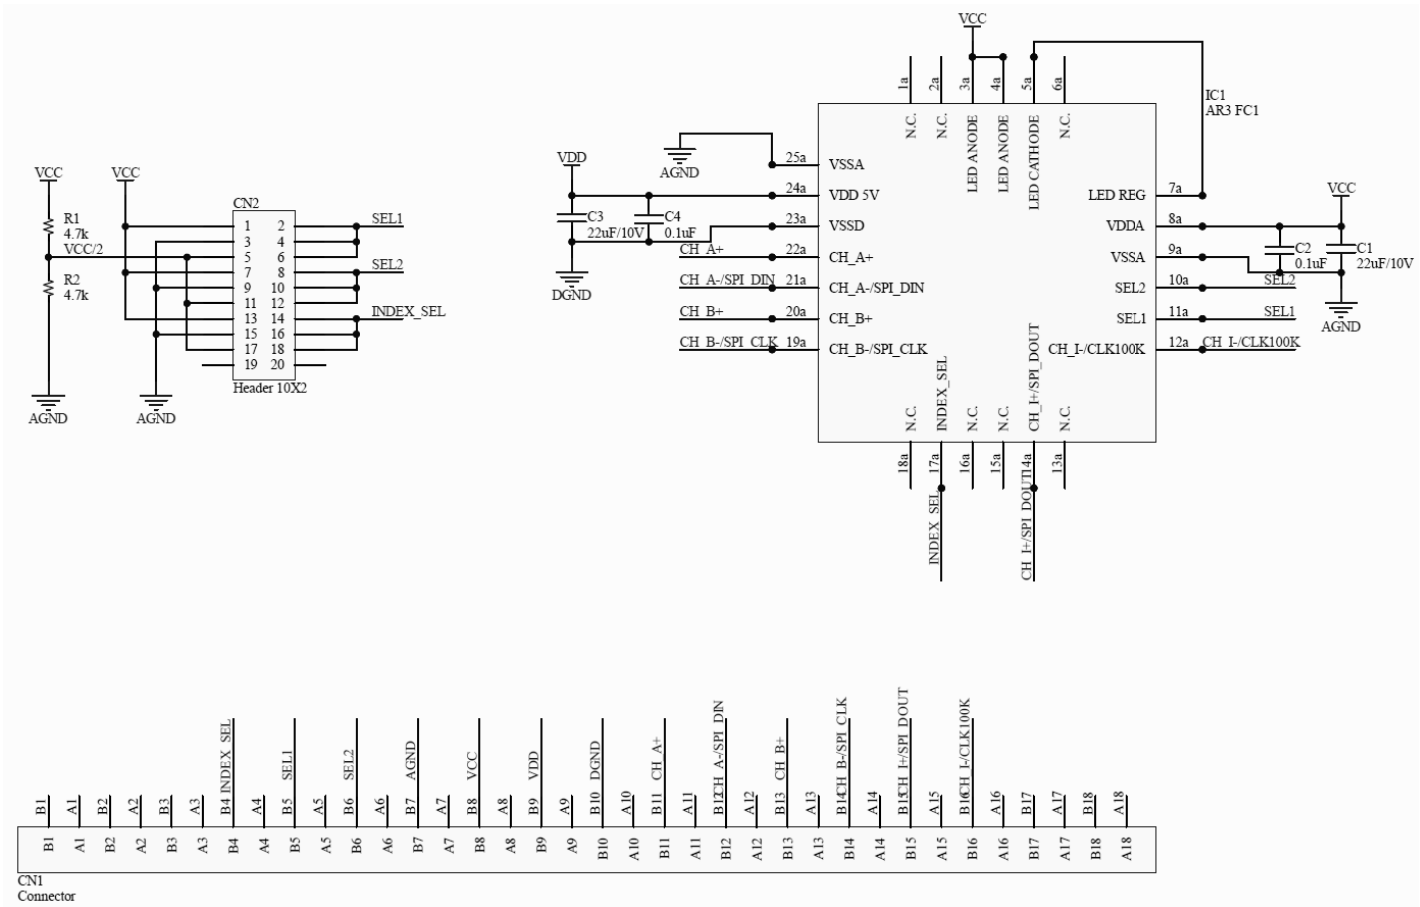 VCC
1a
2a
3a
4a
5a
6a
IC1
AR3 FC1
N.C.
N.C.
LED ANODE
LED ANODE
LED CATHODE
N.C.
AGND
VDD
25a VSSA
24a VDD 5V
23a VSSD
22a CH_A+
21a CH_A-/SPI_DIN
20a CH_B+
19a CH_B-/SPI_CLK
C3
22uF/10V
C4
0.1uF
DGND
CH_A+
CH_A-/SPI_DIN
CH_B+
CH_B-/SPI_CLK
LED REG 7a
VDDA 8a
VSSA 9a
SEL2 10a
SEL1 11a
CH_I-/CLK100K 12a
VCC
C2
0.1uF
C1
22uF/10V
SEL2
SEL1
CH_I-/CLK100K
AGND
N.C.
INDEX_SEL
N.C.
N.C.
CH_I+/SPI_DOUT
N.C.
18a
17a
16a
15a
14a
13a
INDEX_SEL
CH_I+/SPI_DOUT
VCC
VCC
R1
4.7k
VCC/2
R2
4.7k
AGND
AGND
CN2
1 2
3 4
5 6
7 8
9 10
11 12
13 14
15 16
17 18
19 20
Header 10X2
SEL1
SEL2
INDEX_SEL
INDEX_SEL
SEL1
SEL2
AGND
VCC
VDD
DGND
CH_A+
CH_A-/SPI_DIN
CH_B+
CH_B-/SPI_CLK
CH_I+/SPI_DOUT
CH_I-/CLK100K
B1 A1 B2 A2 B3 A3 B4 A4 B5 A5 B6 A6 B7 A7 B8 A8 B9 A9 B10 A10 B11 A11 B12 A12 B13 A13 B14 A14 B15 A15 B16 A16 B17 A17 B18 A18
B1 A1 B2 A2 B3 A3 B4 A4 B5 A5 B6 A6 B7 A7 B8 A8 B9 A9 B10 A10 B11 A11 B12 A12 B13 A13 B14 A14 B15 A15 B16 A16 B17 A17 B18 A18
CN1
Connector